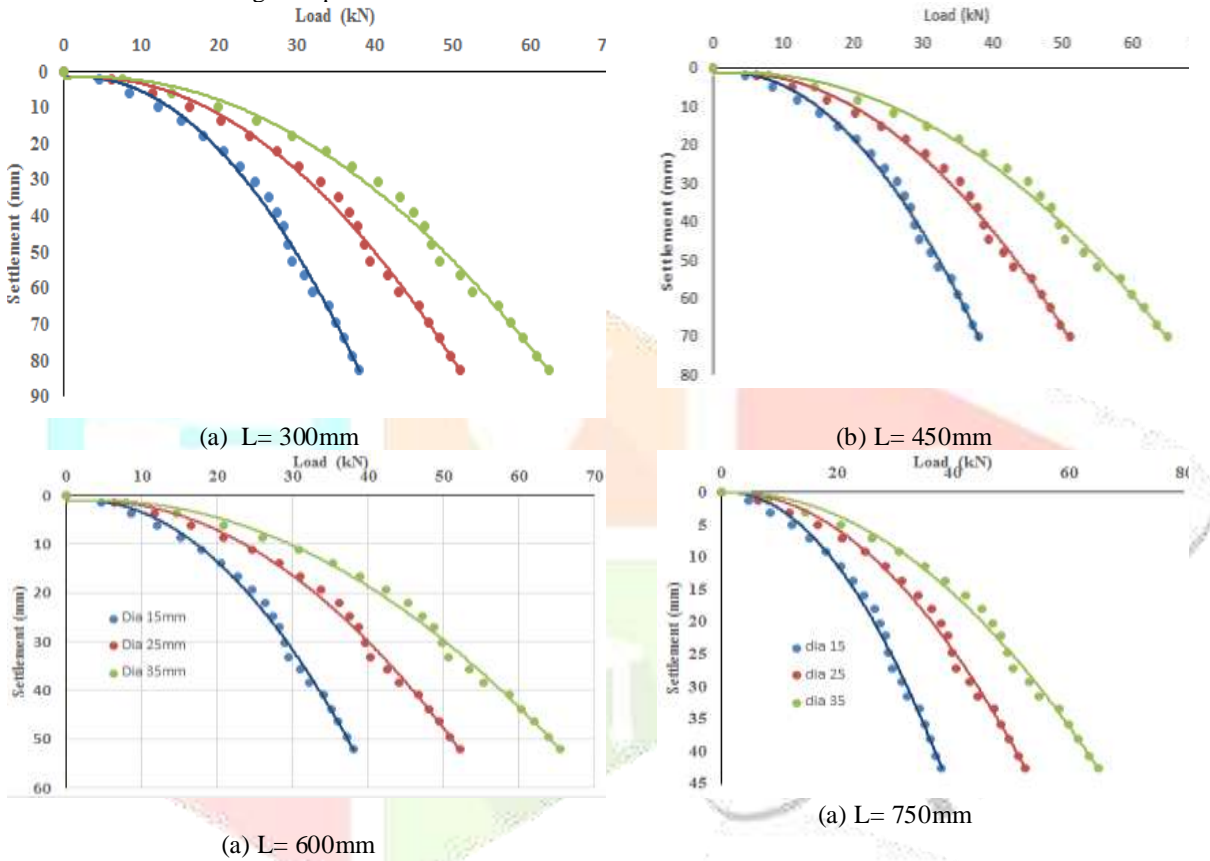 Load (kN)
0 10 20 30 40 50 60 7
0
10
20
30
40
50
60
70
80
90
Settlement (mm)
(a) L= 300mm
Load (kN)
0 10 20 30 40 50 60
0
10
20
30
40
50
60
70
80
Settlement (mm)
(b) L= 450mm
Load (kN)
0 10 20 30 40 50 60 70
0
10
20
30
40
50
60
Settlement (mm)
Dia 15mm
Dia 25mm
Dia 35mm
(a) L= 600mm
Load (kN)
0 20 40 60 80
0
5
10
15
20
25
30
35
40
45
Settlement (mm)
dia 15
dia 25
dia 35
(a) L= 750mm